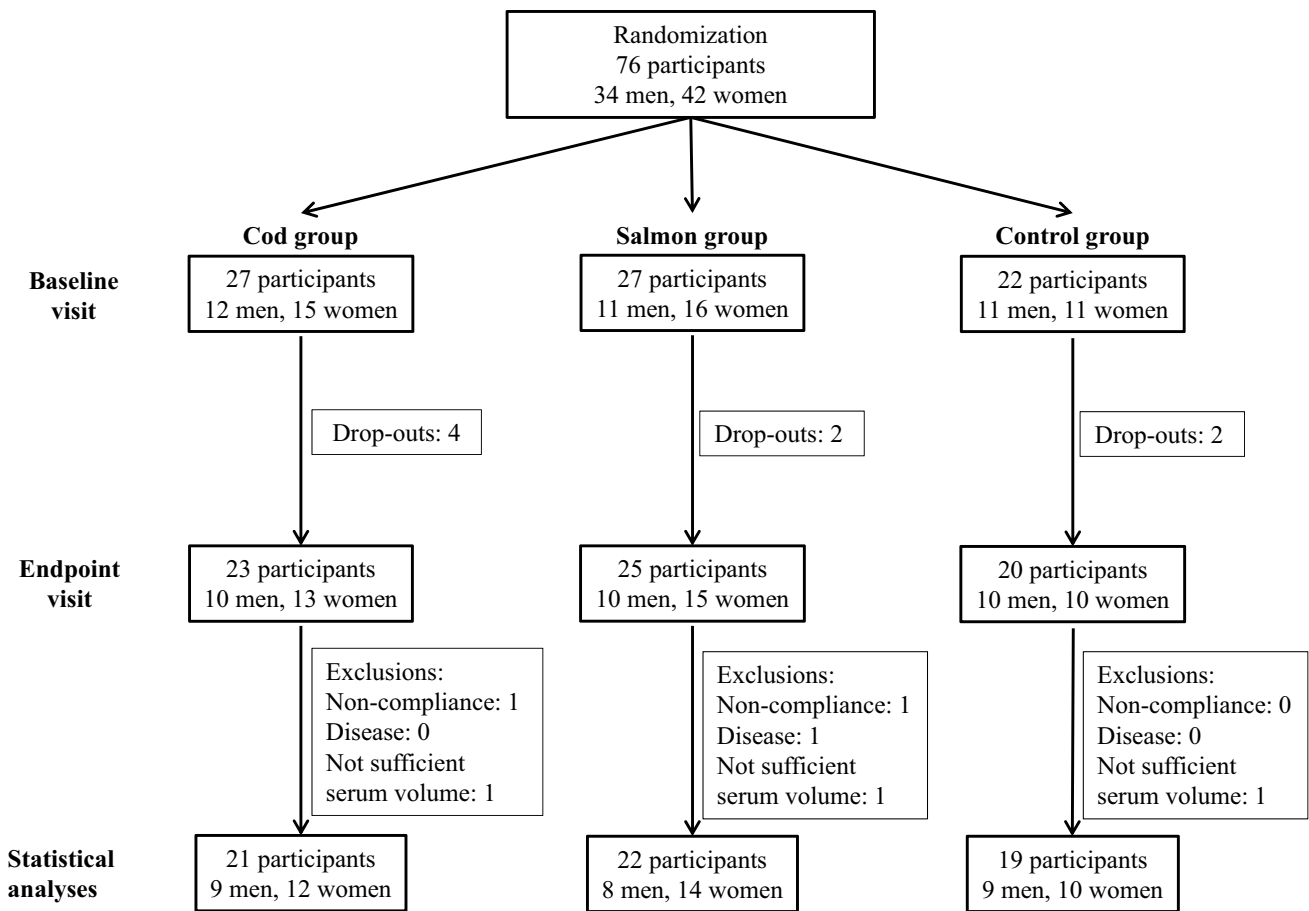 Randomization
76 participants
34 men, 42 women
Cod group
Salmon group
Control group
Baseline
visit
27 participants
12 men, 15 women
27 participants
11 men, 16 women
22 participants
11 men, 11 women
Drop-outs: 4
Drop-outs: 2
Drop-outs: 2
Endpoint
visit
23 participants
10 men, 13 women
25 participants
10 men, 15 women
20 participants
10 men, 10 women
Exclusions:
Non-compliance: 1
Disease: 0
Not sufficient
serum volume: 1
Exclusions:
Non-compliance: 1
Disease: 1
Not sufficient
serum volume: 1
Exclusions:
Non-compliance: 0
Disease: 0
Not sufficient
serum volume: 1
Statistical
analyses
21 participants
9 men, 12 women
22 participants
8 men, 14 women
19 participants
9 men, 10 women